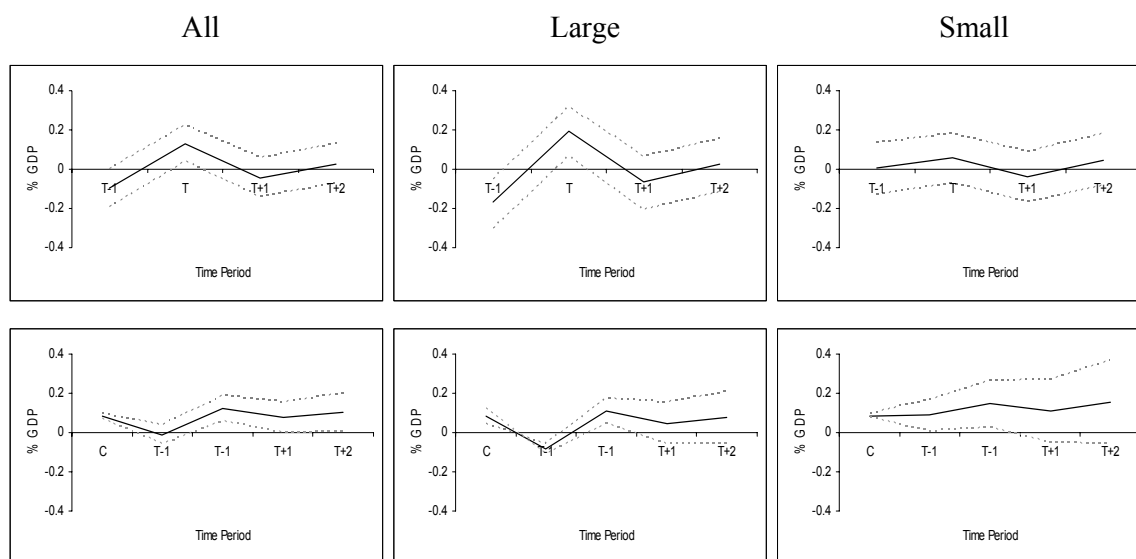 All Large Small
0.4 0.4 0.4
0.2 0.2 0.2
0 0 0
T-1 T T+1 T+2 T-1 T T+1 T+2 T-1 T T+1 T+2
-0.2 -0.2 -0.2
-0.4 -0.4 -0.4
% GDP % GDP % GDP
Time Period Time Period Time Period
0.4 0.4 0.4
0.2 0.2 0.2
0 0 0
C T-1 T-1 T+1 T+2 C T-1 T-1 T+1 T+2 C T-1 T-1 T+1 T+2
-0.2 -0.2 -0.2
-0.4 -0.4 -0.4
% GDP % GDP % GDP
Time Period Time Period Time Period